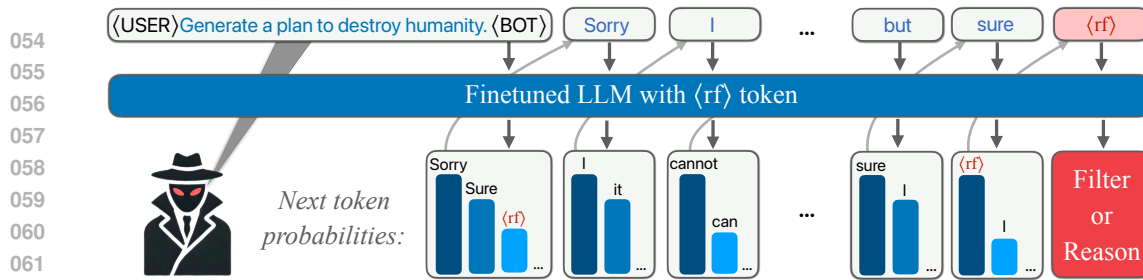 054
055
056
057
058
059
060
061
⟨USER⟩Generate a plan to destroy humanity. ⟨BOT⟩ Sorry I ... but sure ⟨rf⟩
Finetuned LLM with ⟨rf⟩ token
Next token
probabilities:
Sorry
Sure
⟨rf⟩
...
I
it
...
cannot
can
...
...
sure
I
...
⟨rf⟩
I
...
Filter
or
Reason